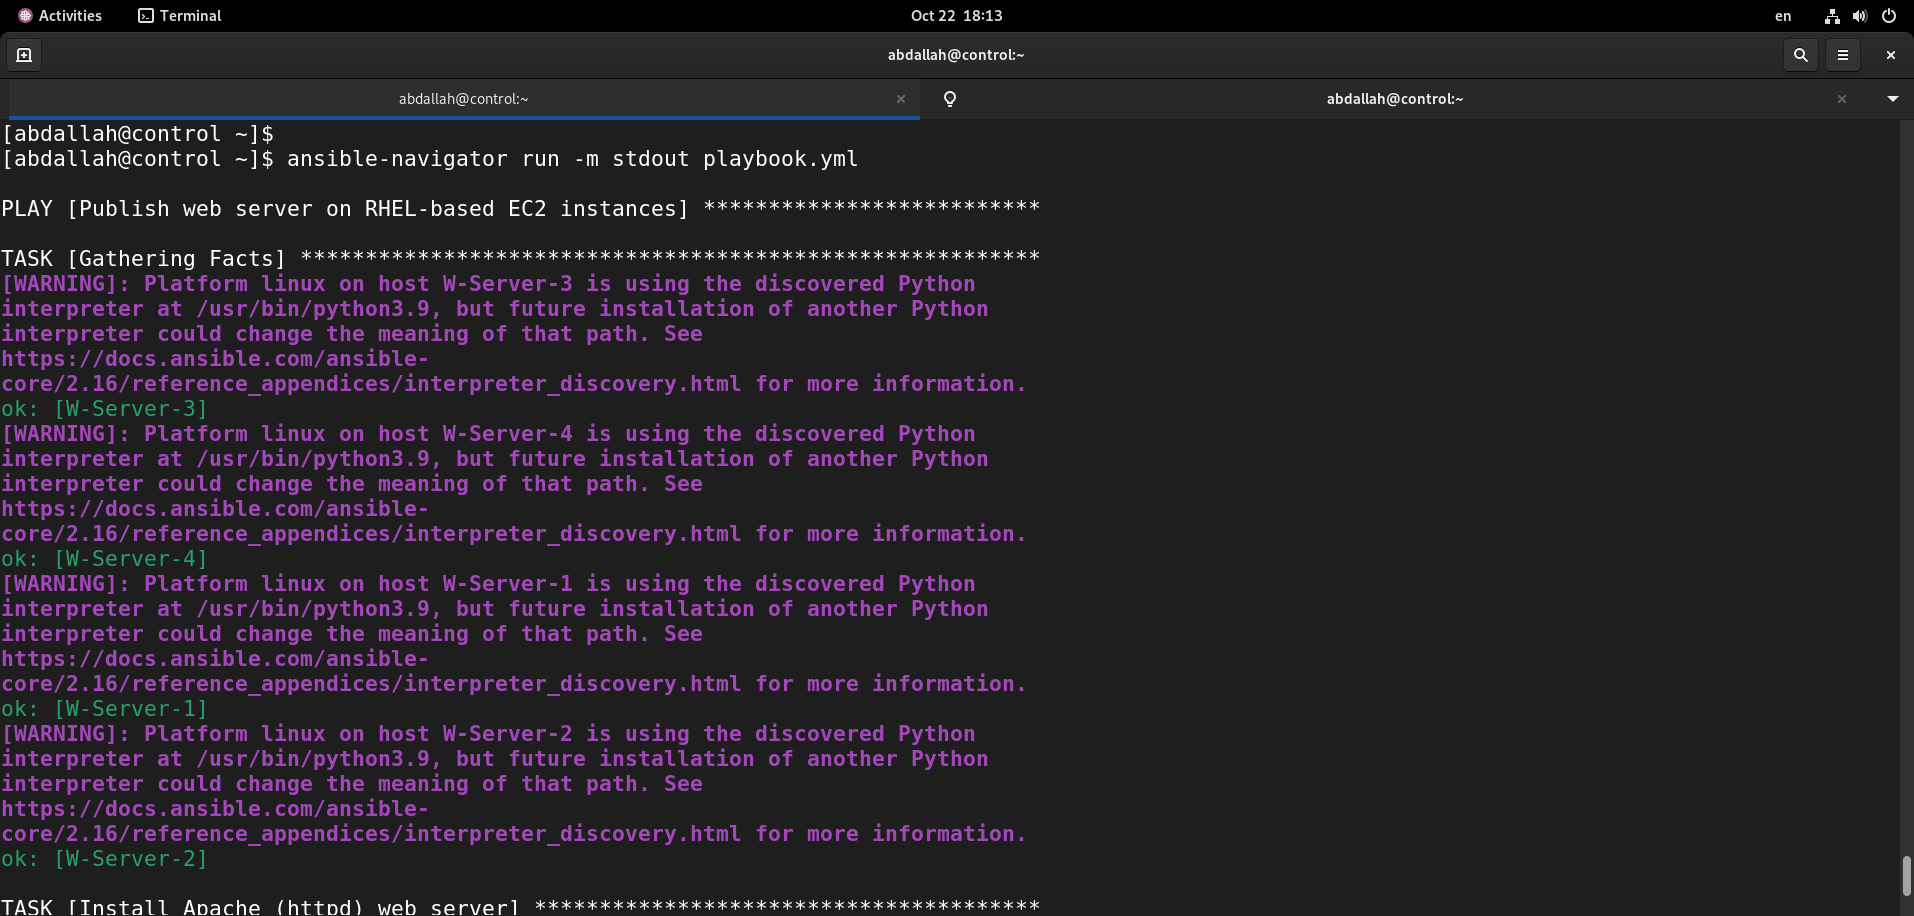 Activities
Terminal
Oct 22 18:13
en
abdallah@control:~
abdallah@control:~
abdallah@control:~
[abdallah@control ~]$
[abdallah@control ~]$ ansible-navigator run -m stdout playbook.yml
PLAY [Publish web server on RHEL-based EC2 instances] **************************
TASK [Gathering Facts] *********************************************************
[WARNING]: Platform linux on host W-Server-3 is using the discovered Python
interpreter at /usr/bin/python3.9, but future installation of another Python
interpreter could change the meaning of that path. See
https://docs.ansible.com/ansible-
core/2.16/reference_appendices/interpreter_discovery.html for more information.
ok: [W-Server-3]
[WARNING]: Platform linux on host W-Server-4 is using the discovered Python
interpreter at /usr/bin/python3.9, but future installation of another Python
interpreter could change the meaning of that path. See
https://docs.ansible.com/ansible-
core/2.16/reference_appendices/interpreter_discovery.html for more information.
ok: [W-Server-4]
[WARNING]: Platform linux on host W-Server-1 is using the discovered Python
interpreter at /usr/bin/python3.9, but future installation of another Python
interpreter could change the meaning of that path. See
https://docs.ansible.com/ansible-
core/2.16/reference_appendices/interpreter_discovery.html for more information.
ok: [W-Server-1]
[WARNING]: Platform linux on host W-Server-2 is using the discovered Python
interpreter at /usr/bin/python3.9, but future installation of another Python
interpreter could change the meaning of that path. See
https://docs.ansible.com/ansible-
core/2.16/reference_appendices/interpreter_discovery.html for more information.
ok: [W-Server-2]
TASK [Install Apache (httpd) web server] ***************************************